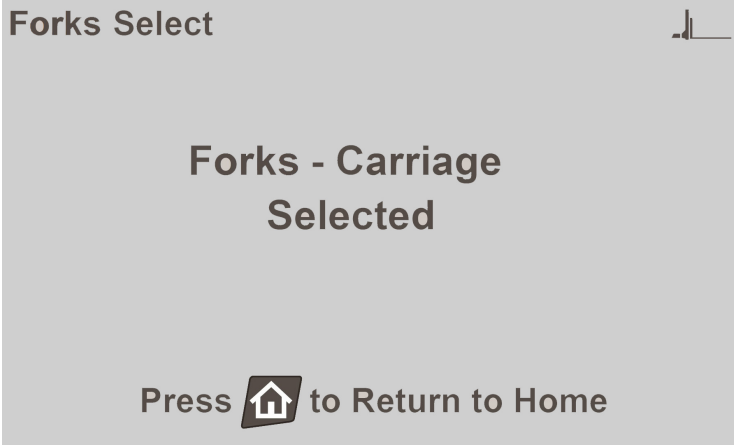 Forks Select
Forks - Carriage
Selected
Press to Return to Home